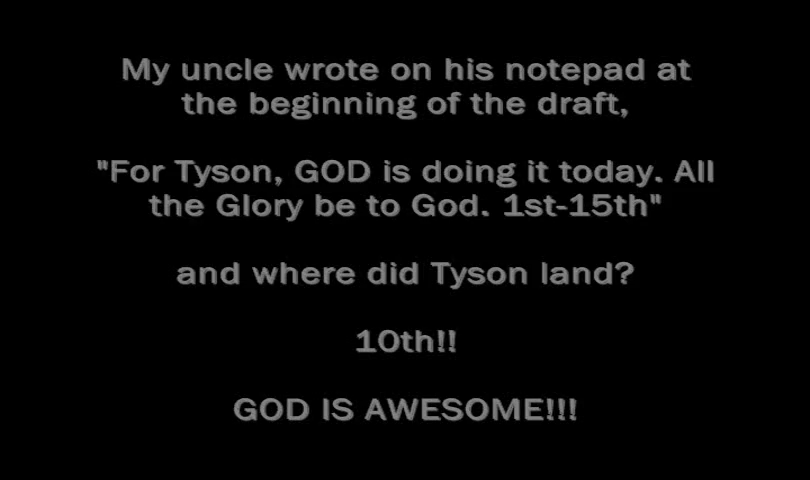 My uncle wrote on his notepad at
the beginning of the draft,
"For Tyson, GOD is doing it today. All
the Glory be to God. 1st-15th"
and where did Tyson land?
10th!!
GOD IS AWESOME!!!